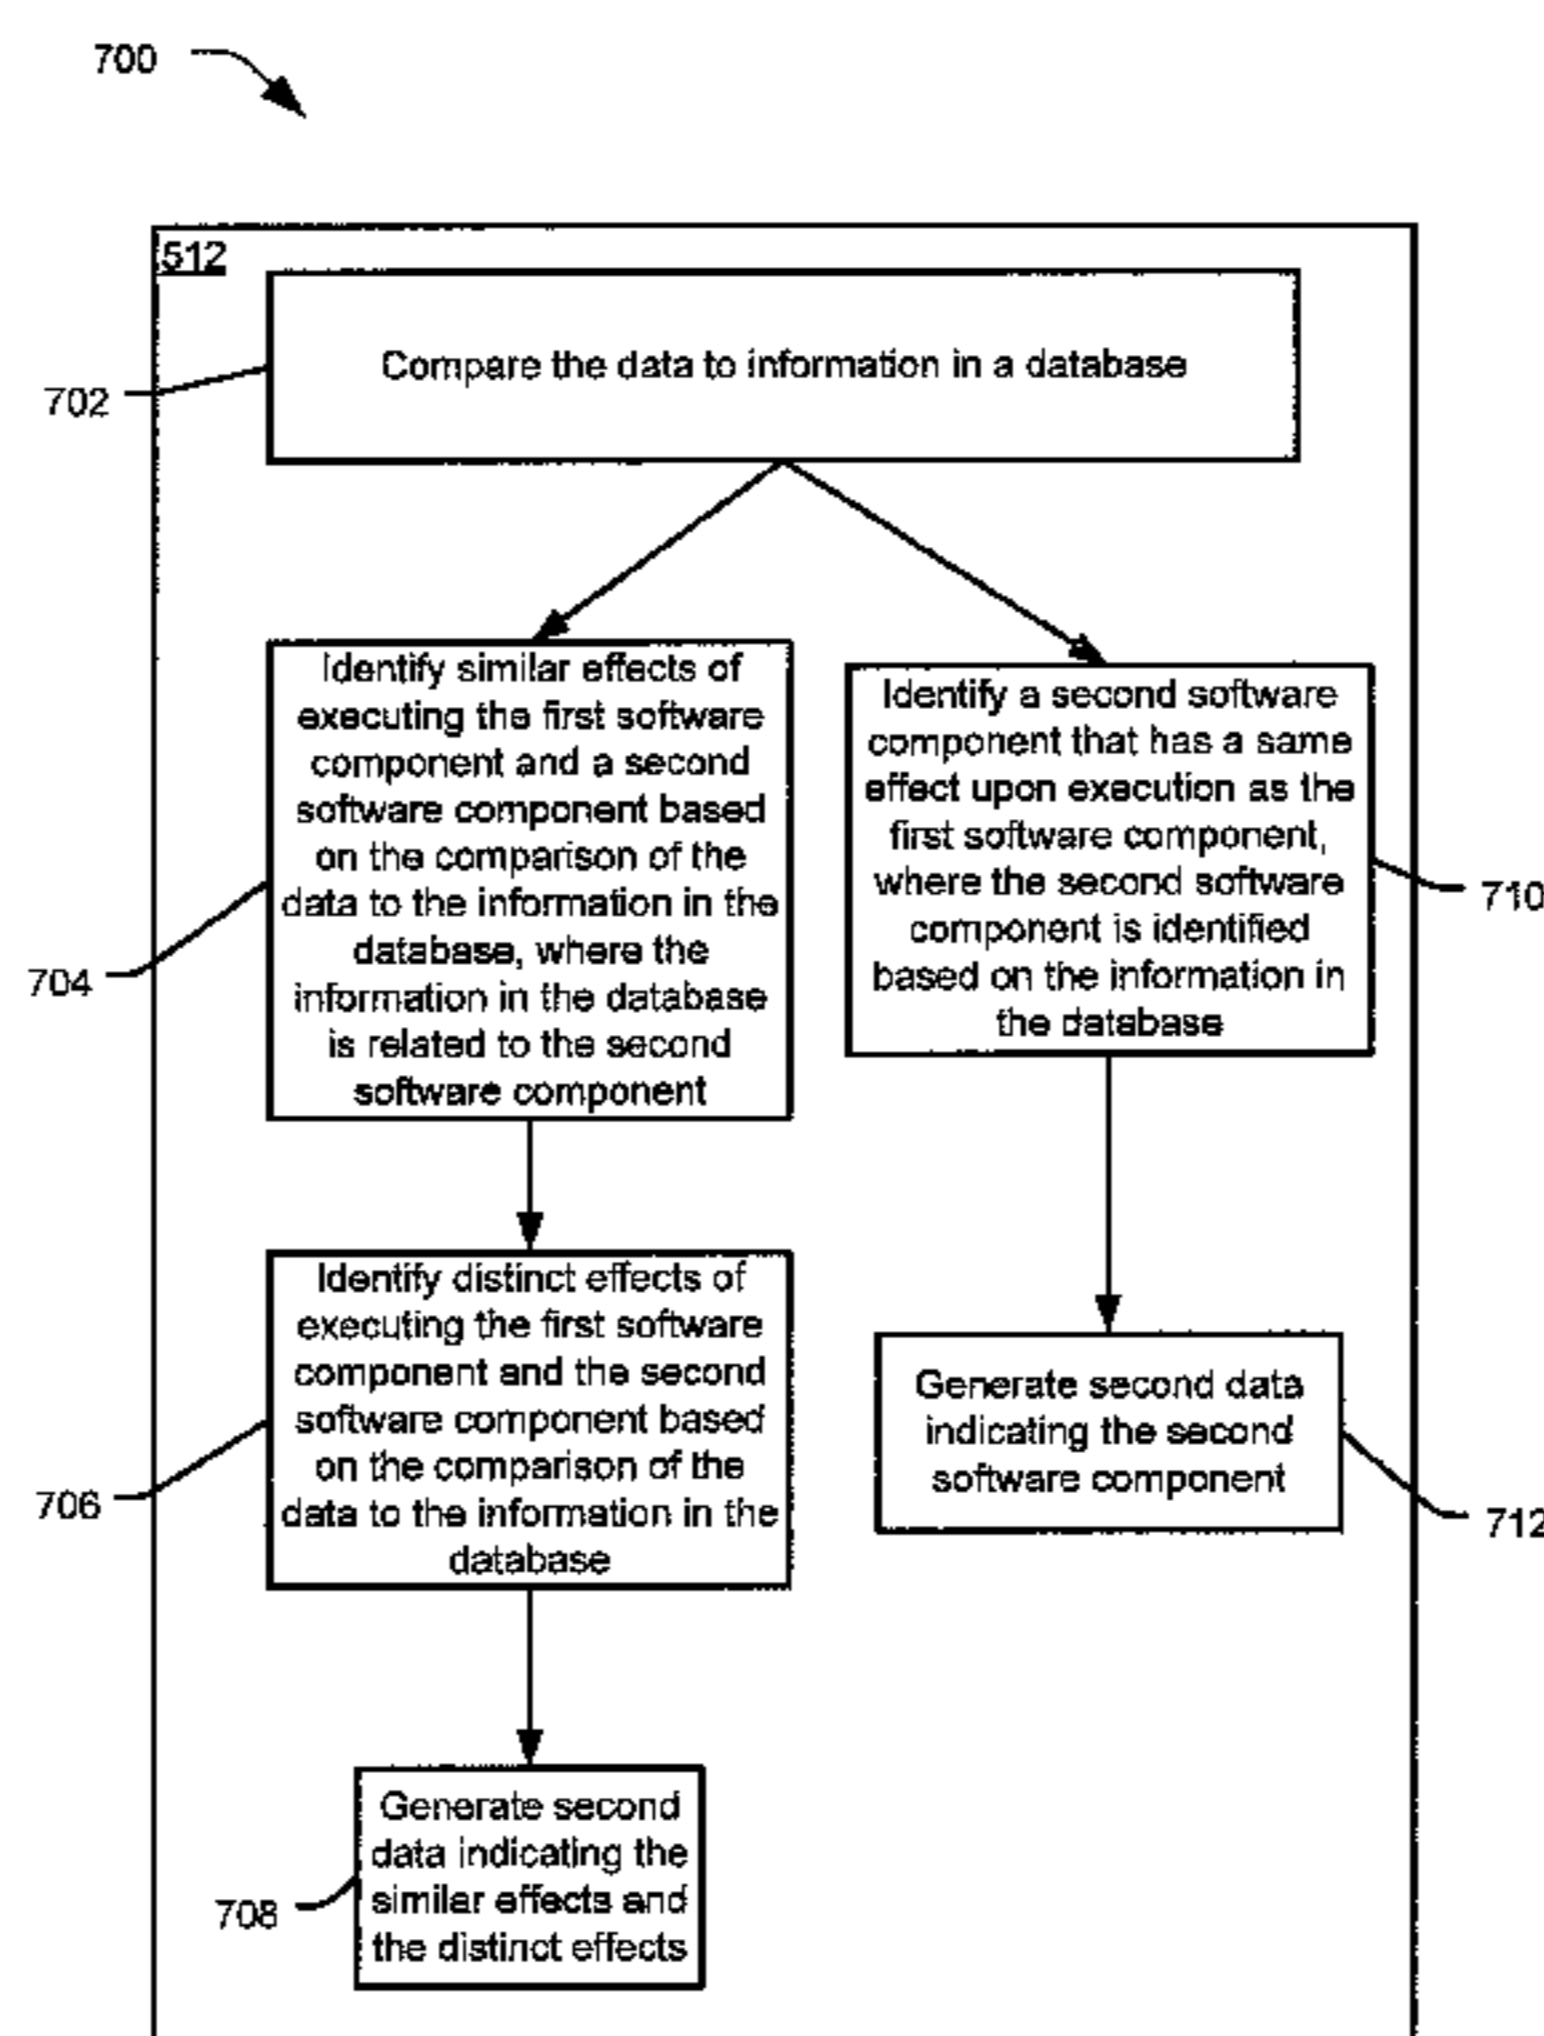 700
512
Compare the data to information in a database
702
Identify similar effects of
executing the first software
component and a second
software component based
on the comparison of the
data to the information in the
database, where the
information in the database
is related to the second
software component
704
Identify a second software
component that has a same
effect upon execution as the
first software component,
where the second software
component is identified
based on the information in
the database
710
Identify distinct effects of
executing the first software
component and the second
software component based
on the comparison of the
data to the information in the
database
706
Generate second data
indicating the second
software component
712
Generate second
data indicating the
similar effects and
the distinct effects
708